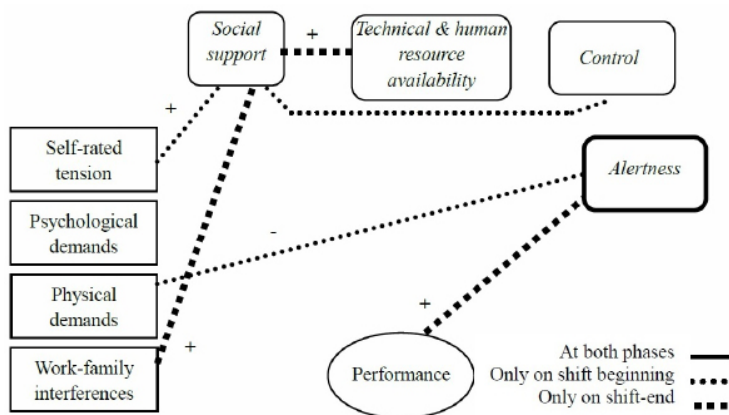 Social
support
+
Technical & human
resource
availability
Control
+
Self-rated
tension
Alertness
Psychological
demands
-
Physical
demands
+
+
Work-family
interferences
Performance
At both phases
Only on shift beginning
Only on shift-end